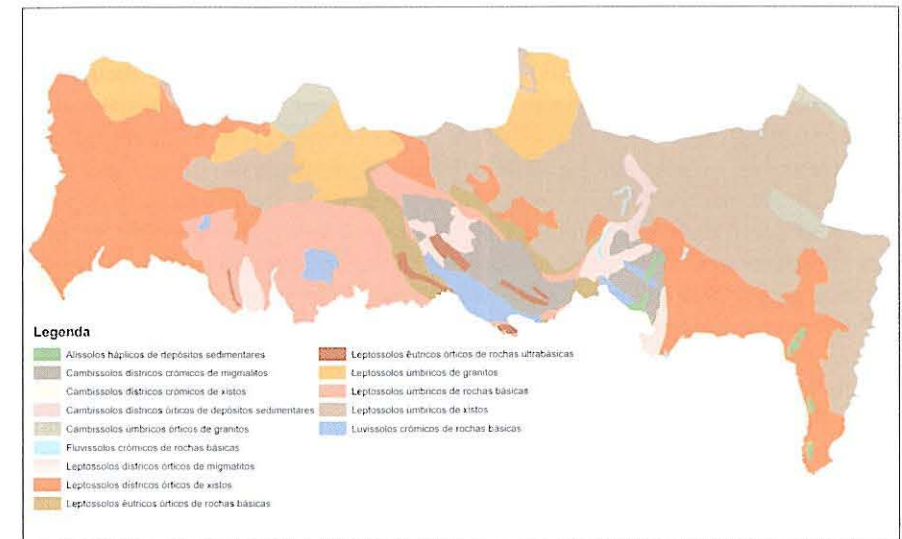 Legenda
Alissolos háplicos de depósitos sedimentares
Cambissolos dístricos crómicos de migmalitos
Cambissolos dístricos crómicos de xistos
Cambissolos dístricos órticos de depósitos sedimentares
Cambissolos úmbricos órticos de granitos
Fluvissolos crómicos de rochas básicas
Leptossolos dístricos órticos de migmatitos
Leptossolos dístricos órticos de xistos
Leptossolos êutricos órticos de rochas básicas
Leptossolos êutricos órticos de rochas ultrabásicas
Leptossolos úmbricos de granitos
Leptossolos úmbricos de rochas básicas
Leptossolos úmbricos de xistos
Luvissolos crómicos de rochas básicas